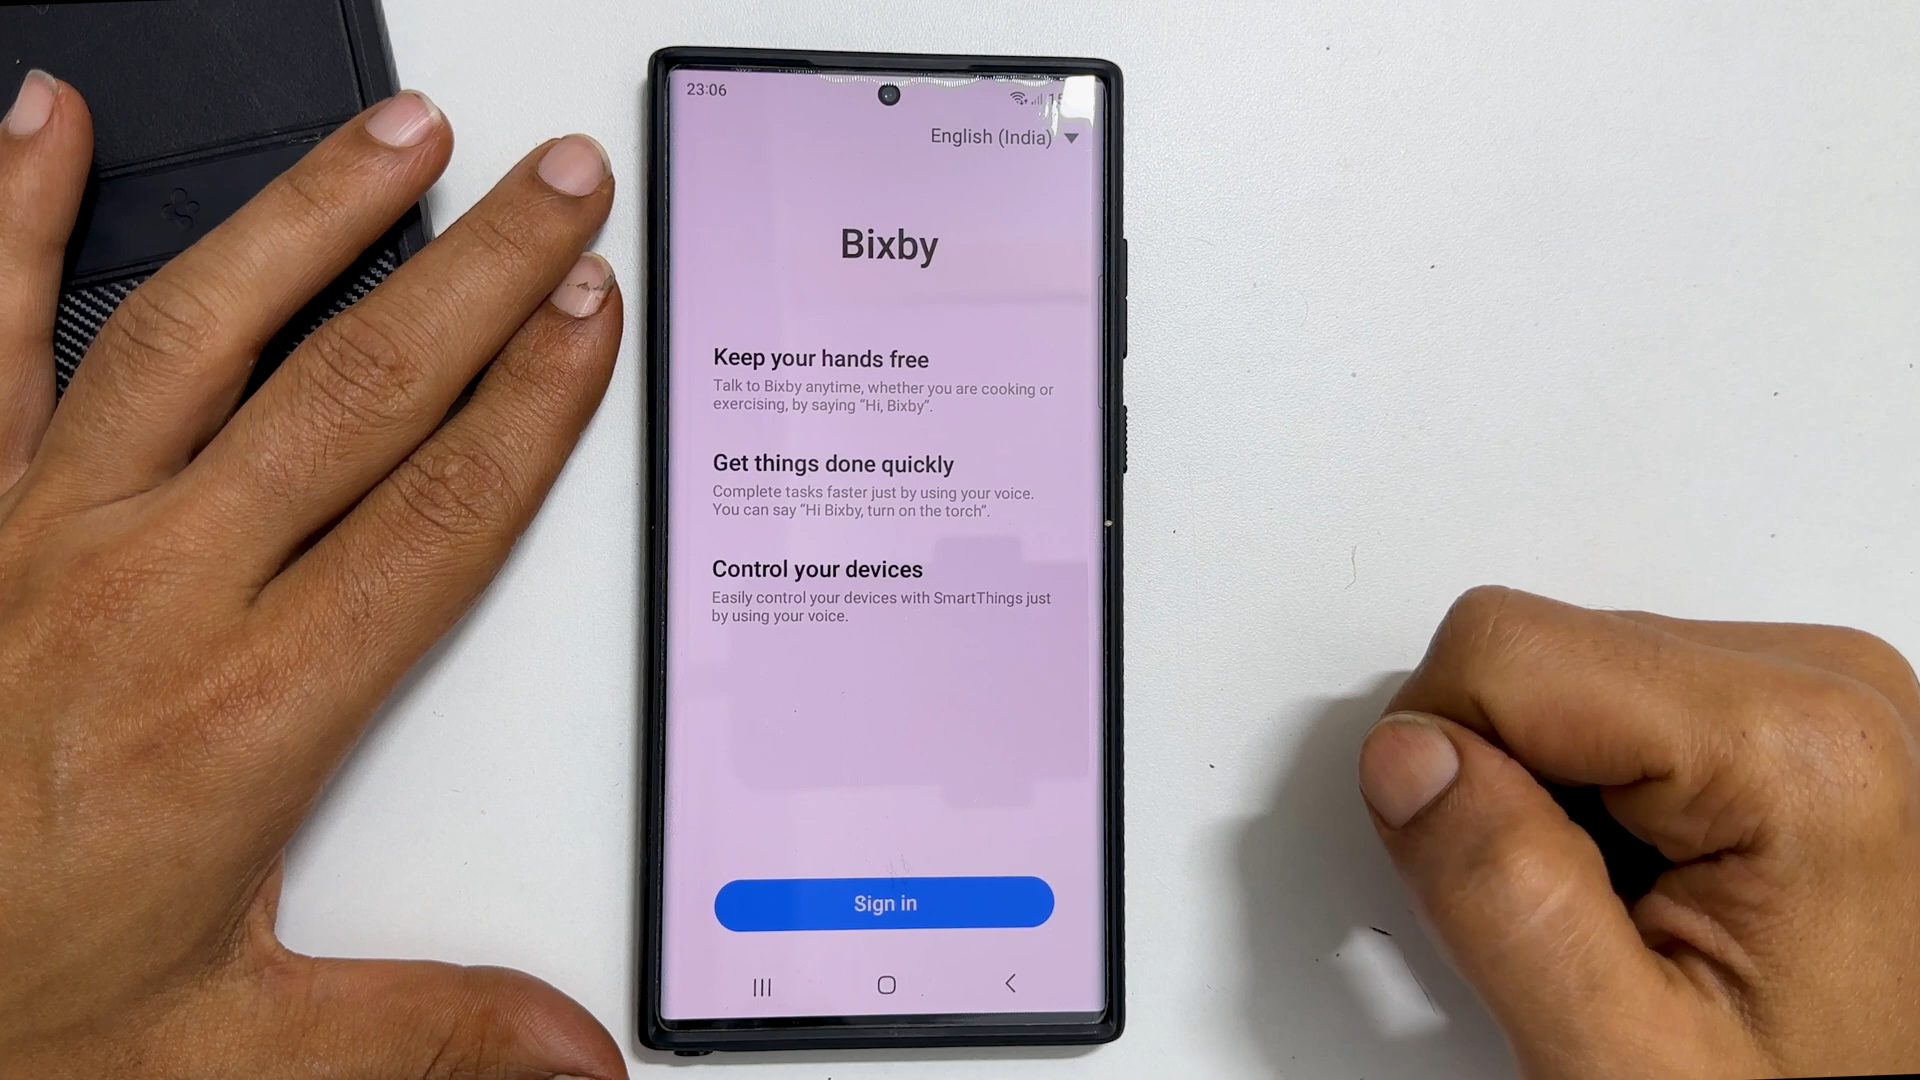 23:06
English (India)
Bixby
Keep your hands free
Talk to Bixby anytime, whether you are cooking or
exercising, by saying “Hi, Bixby”.
Get things done quickly
Complete tasks faster just by using your voice.
You can say “Hi Bixby, turn on the torch”.
Control your devices
Easily control your devices with SmartThings just
by using your voice.
Sign in